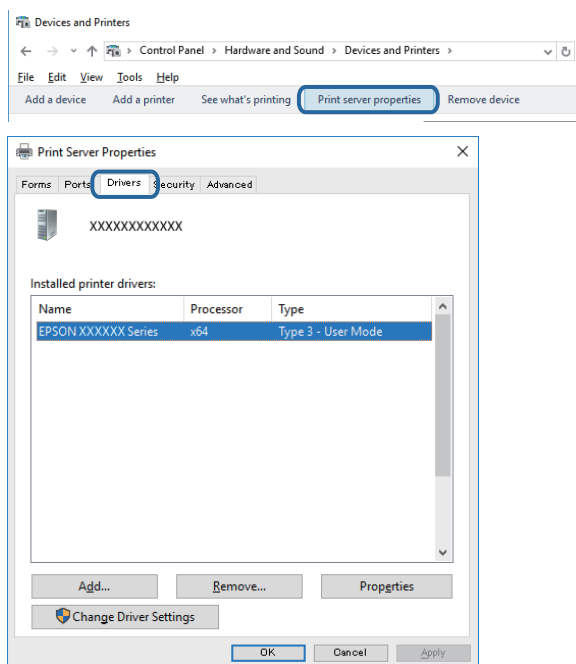 Devices and Printers
Control Panel > Hardware and Sound > Devices and Printers >
File Edit View Tools Help
Add a device Add a printer See what's printing Print server properties Remove device
Print Server Properties
Forms Ports Drivers Security Advanced
XXXXXXXXXXXX
Installed printer drivers:
Name Processor Type
EPSON XXXXXX Series x64 Type 3 - User Mode
Add... Remove... Properties
Change Driver Settings
OK Cancel Apply